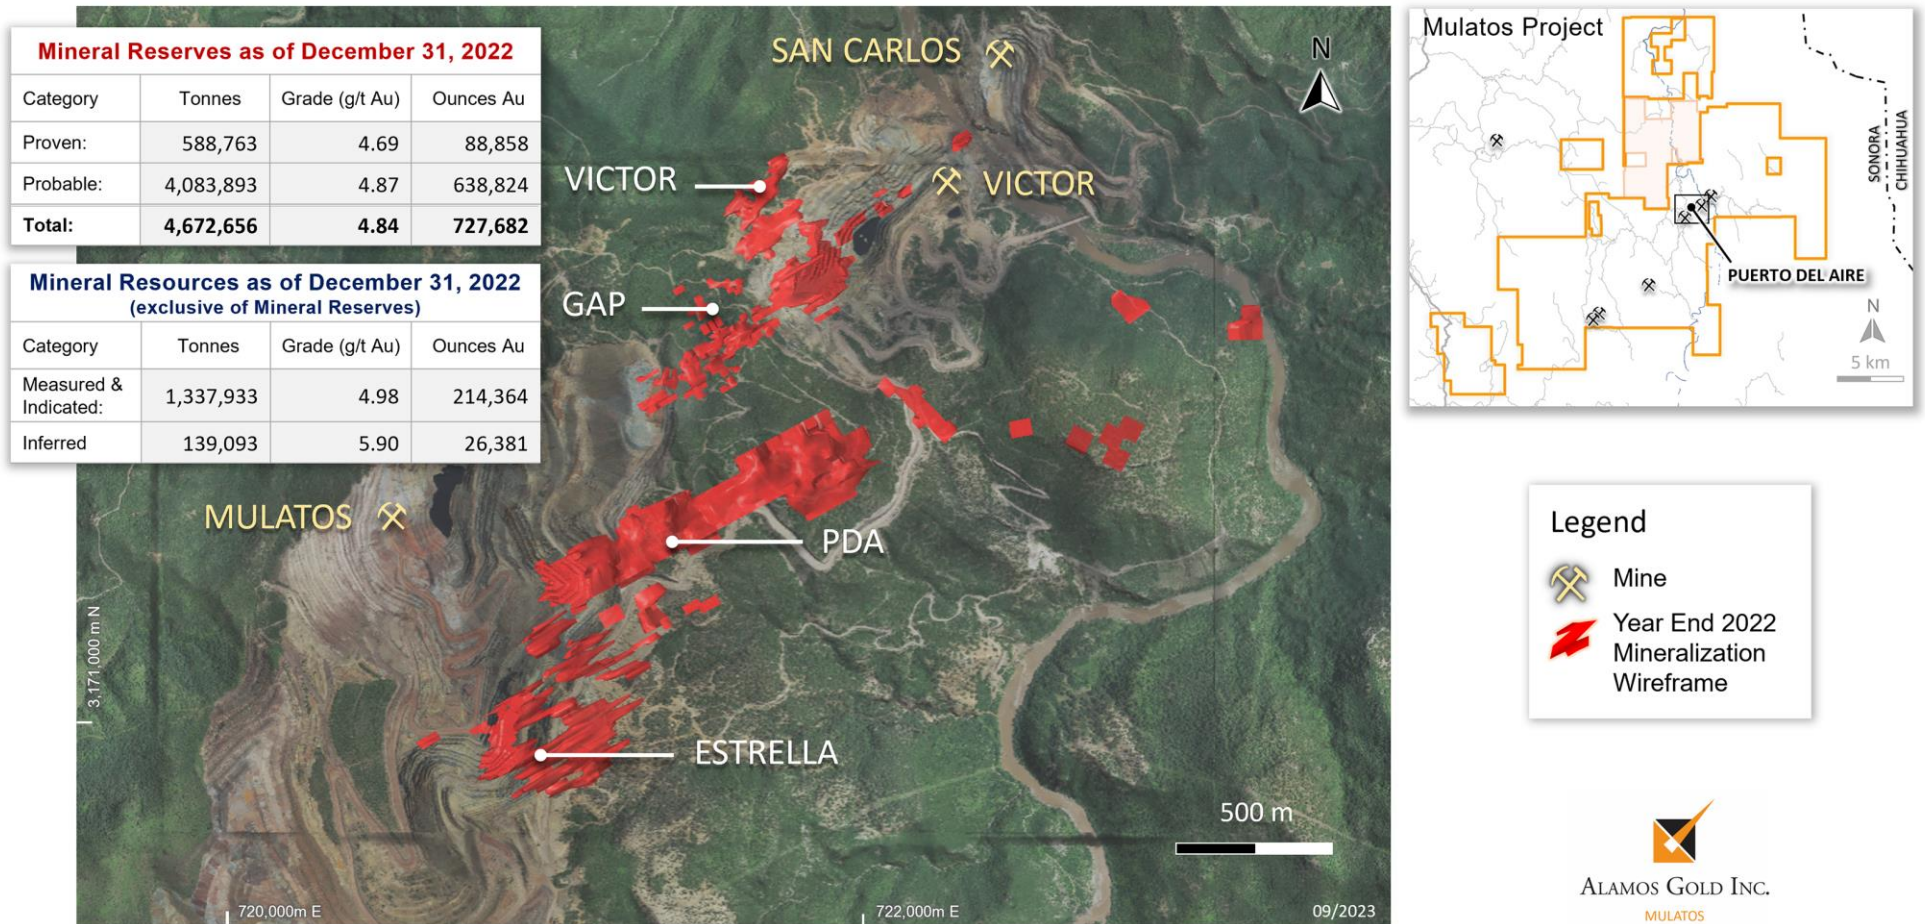 Mineral Reserves as of December 31, 2022
Category Tonnes Grade (g/t Au) Ounces Au
Proven: 588,763 4.69 88,858
Probable: 4,083,893 4.87 638,824
Total: 4,672,656 4.84 727,682
Mineral Resources as of December 31, 2022
(exclusive of Mineral Reserves)
Category Tonnes Grade (g/t Au) Ounces Au
Measured &
Indicated: 1,337,933 4.98 214,364
Inferred 139,093 5.90 26,381
SAN CARLOS
N
VICTOR
VICTOR
GAP
MULATOS
PDA
ESTRELLA
3,171,000 m N
500 m
720,000m E
722,000m E
09/2023
Mulatos Project
SONORA
CHIHUAHUA
PUERTO DEL AIRE
N
5 km
Legend
Mine
Year End 2022
Mineralization
Wireframe
ALAMOS GOLD INC.
MULATOS